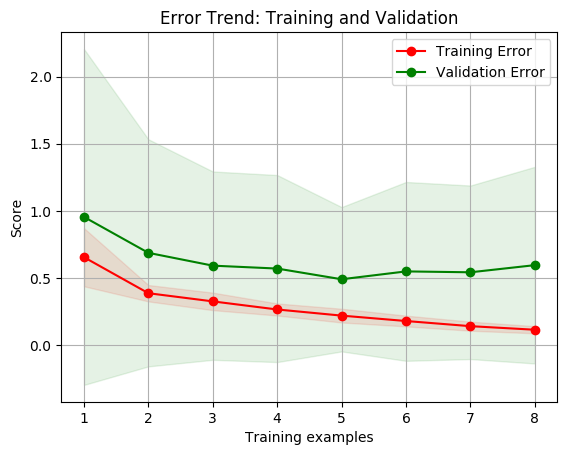 Error Trend: Training and Validation
Training Error
Validation Error
2.0
1.5
1.0
0.5
0.0
Score
1 2 3 4 5 6 7 8
Training examples